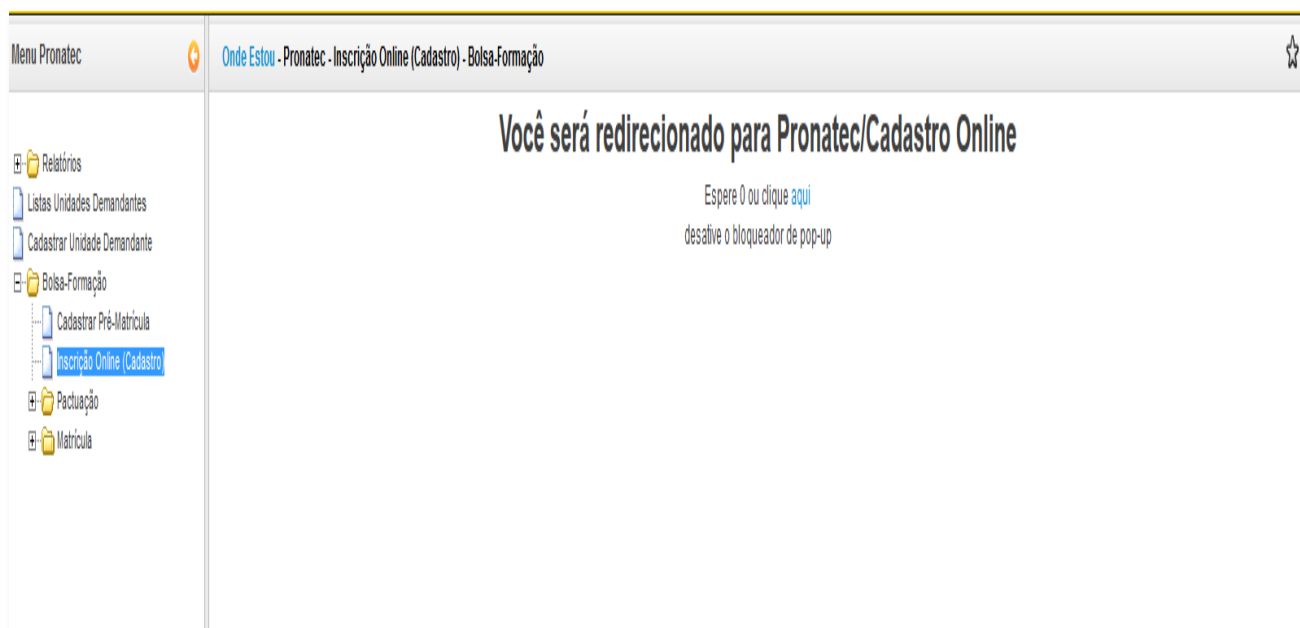 Menu Pronatec
Onde Estou - Pronatec - Inscrição Online (Cadastro) - Bolsa-Formação
Relatórios
Listas Unidades Demandantes
Cadastrar Unidade Demandante
Bolsa-Formação
Cadastrar Pré-Matrícula
Inscrição Online (Cadastro)
Pactuação
Matrícula
Você será redirecionado para Pronatec/Cadastro Online
Espere 0 ou clique aqui
desative o bloqueador de pop-up